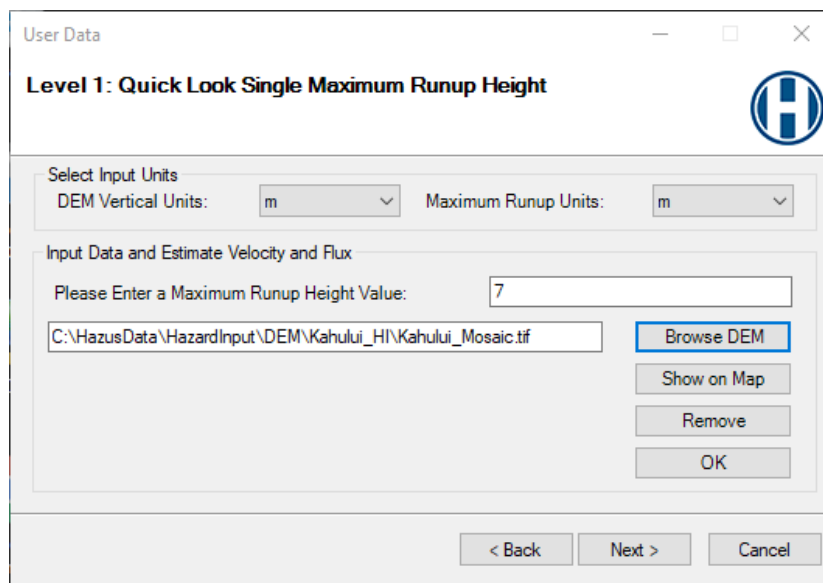 User Data
Level 1: Quick Look Single Maximum Runup Height
Select Input Units
DEM Vertical Units: m Maximum Runup Units: m
Input Data and Estimate Velocity and Flux
Please Enter a Maximum Runup Height Value: 7
C:\HazusData\HazardInput\DEM\Kahului_HI\Kahului_Mosaic.tif Browse DEM
Show on Map
Remove
OK
< Back Next > Cancel